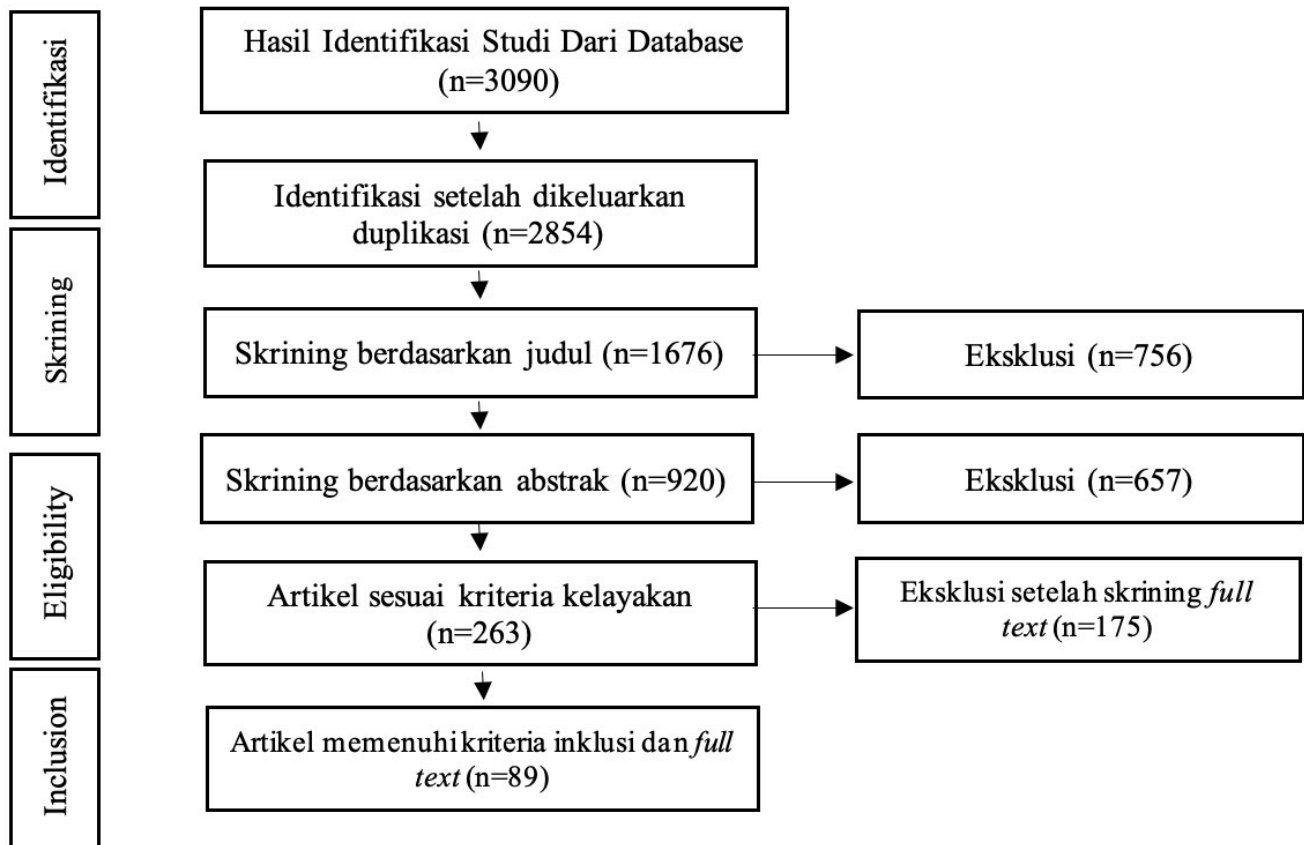 Identifikasi
Hasil Identifikasi Studi Dari Database
(n=3090)
Identifikasi setelah dikeluarkan
duplikasi (n=2854)
Skrining
Skrining berdasarkan judul (n=1676)
Eksklusi (n=756)
Skrining berdasarkan abstrak (n=920)
Eksklusi (n=657)
Eligibility
Artikel sesuai kriteria kelayakan
(n=263)
Eksklusi setelah skrining full
text (n=175)
Inclusion
Artikel memenuhi kriteria inklusi dan full
text (n=89)